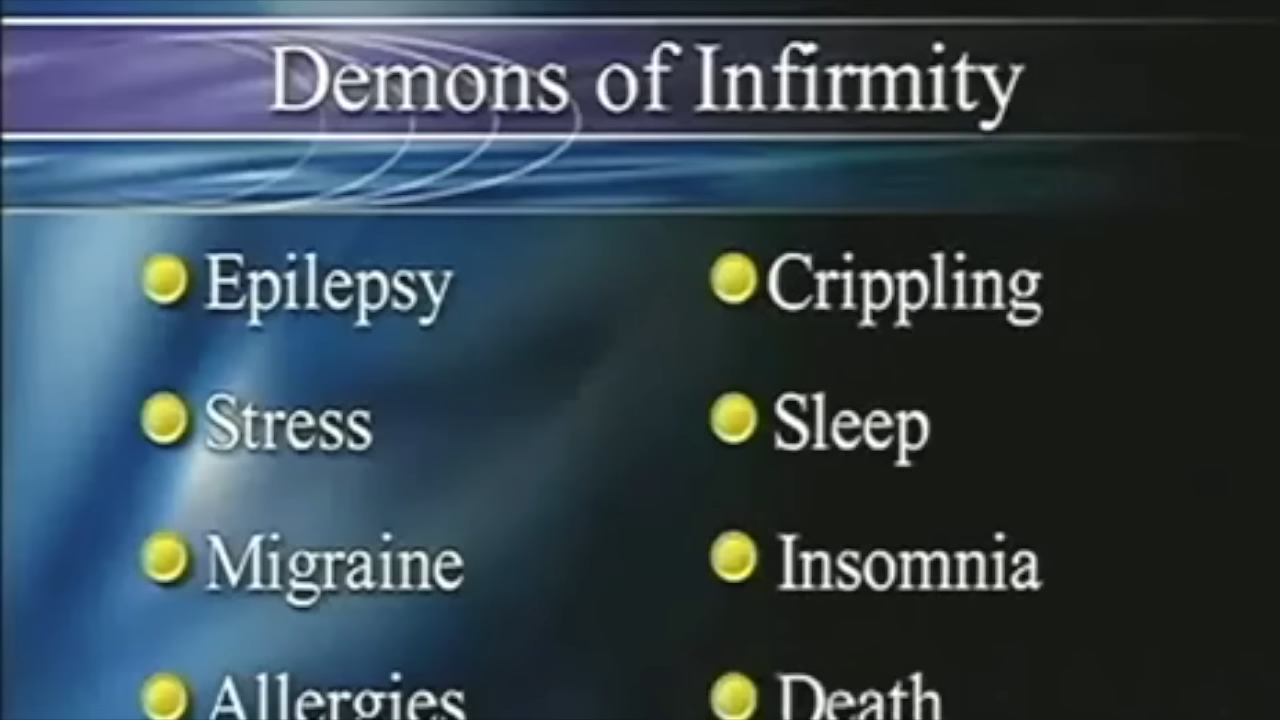 Demons of Infirmity
Epilepsy
Stress
Migraine
Allergies
Crippling
Sleep
Insomnia
Death